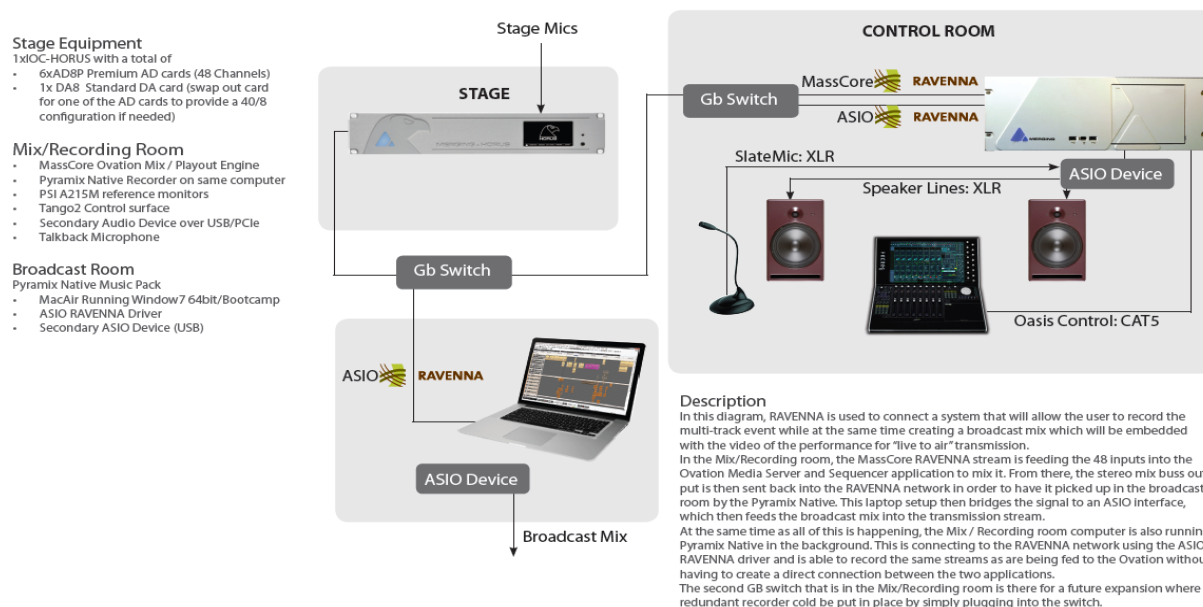 Stage Equipment
1xIOC-HORUS with a total of
• 6xAD8P Premium AD cards (48 Channels)
• 1x DA8 Standard DA card (swap out card
for one of the AD cards to provide a 40/8
configuration if needed)
Mix/Recording Room
• MassCore Ovation Mix / Playout Engine
• Pyramix Native Recorder on same computer
• PSI A215M reference monitors
• Tango2 Control surface
• Secondary Audio Device over USB/PCIe
• Talkback Microphone
Broadcast Room
Pyramix Native Music Pack
• MacAir Running Window7 64bit/Bootcamp
• ASIO RAVENNA Driver
• Secondary ASIO Device (USB)
Stage Mics
STAGE
MERGING - HORUS
HORUS
Gb Switch
ASIO RAVENNA
ASIO Device
Broadcast Mix
CONTROL ROOM
Gb Switch
MassCore RAVENNA
ASIO RAVENNA
MERGING
SlateMic: XLR
ASIO Device
Speaker Lines: XLR
Oasis Control: CAT5
Description
In this diagram, RAVENNA is used to connect a system that will allow the user to record the
multi-track event while at the same time creating a broadcast mix which will be embedded
with the video of the performance for "live to air" transmission.
In the Mix/Recording room, the MassCore RAVENNA stream is feeding the 48 inputs into the
Ovation Media Server and Sequencer application to mix it. From there, the stereo mix buss out
put is then sent back into the RAVENNA network in order to have it picked up in the broadcast
room by the Pyramix Native. This laptop setup then bridges the signal to an ASIO interface,
which then feeds the broadcast mix into the transmission stream.
At the same time as all of this is happening, the Mix / Recording room computer is also runnin
Pyramix Native in the background. This is connecting to the RAVENNA network using the ASIO
RAVENNA driver and is able to record the same streams as are being fed to the Ovation withou
having to create a direct connection between the two applications.
The second GB switch that is in the Mix/Recording room is there for a future expansion where
redundant recorder cold be put in place by simply plugging into the switch.